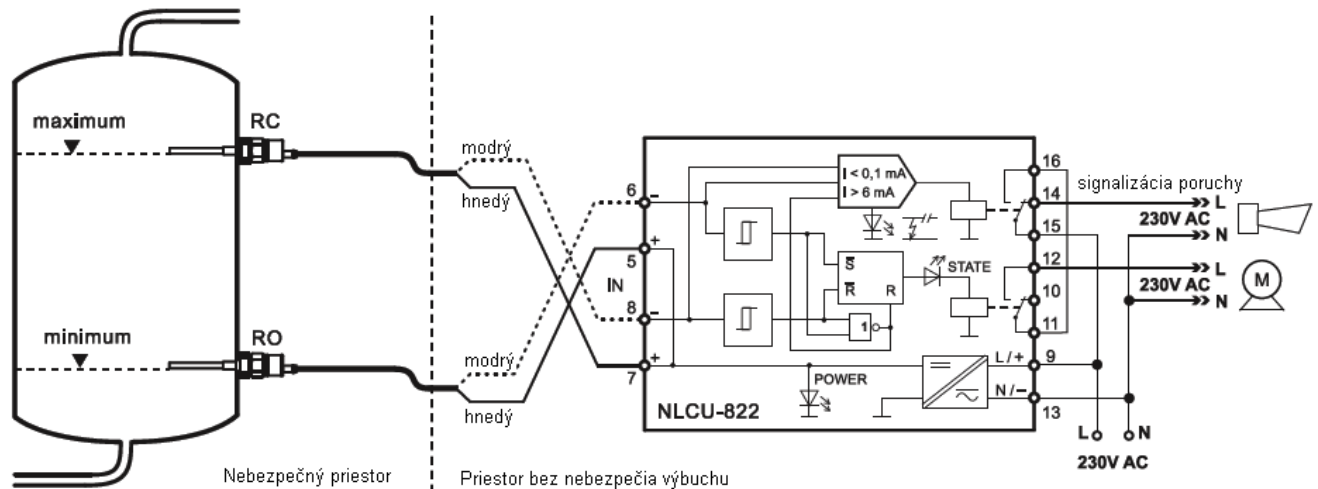 maximum
RC
minimum
RO
modrý
hnedý
modrý
hnedý
6
-
+
5
IN
8
-
+
7
I < 0,1 mA
I > 6 mA
S
R
R
1
STATE
POWER
NLCU-822
L/+
N/−
16
14
15
12
10
11
9
13
signalizácia poruchy
L
230V AC
N
L
230V AC
N
M
L
N
230V AC
Nebezpečný priestor
Priestor bez nebezpečia výbuchu